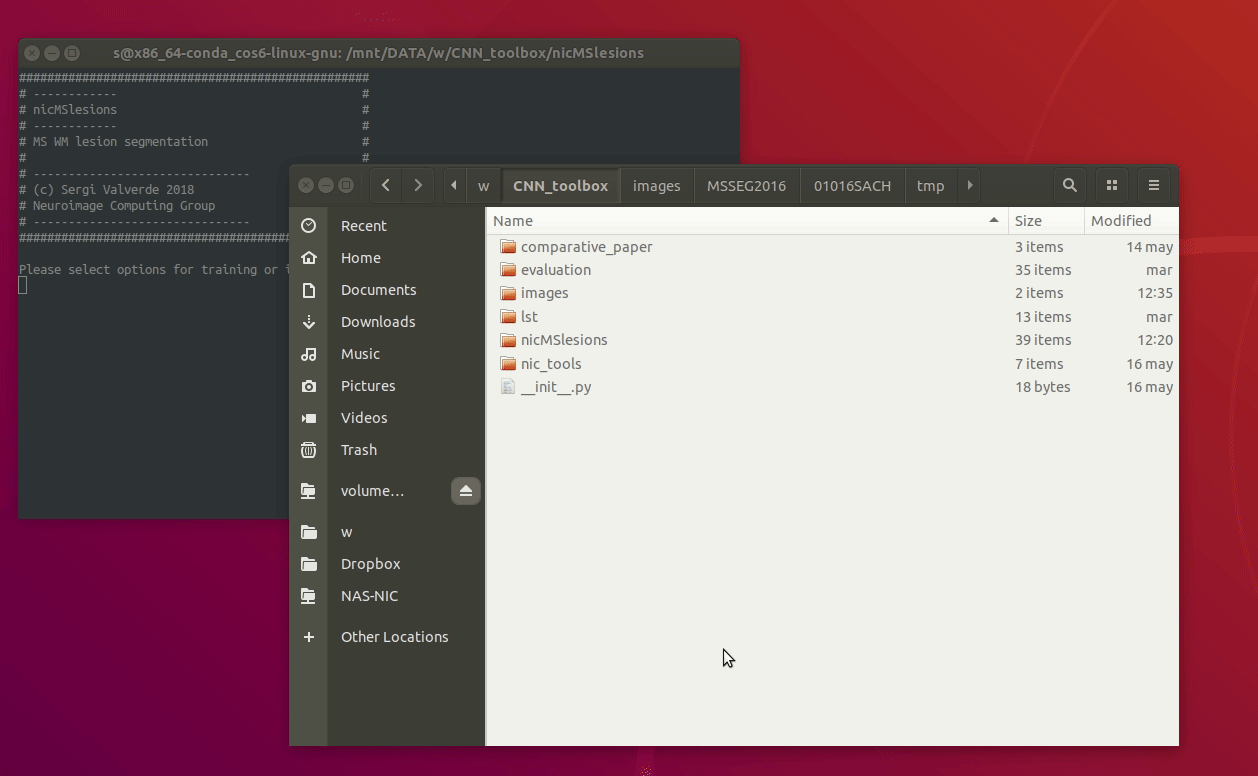 s@x86_64-conda_cos6-linux-gnu: /mnt/DATA/w/CNN_toolbox/nicMSlesions
##################################################
# ------------ #
# nicMSlesions #
# ------------ #
# MS WM lesion segmentation #
# #
# -------------------------------
# (c) Sergi Valverde 2018
# Neuroimage Computing Group
# -------------------------------
#######################################
Please select options for training or
w CNN_toolbox images MSSEG2016 01016SACH tmp
Recent
Home
Documents
Downloads
Music
Pictures
Videos
Trash
volume…
w
Dropbox
NAS-NIC
+ Other Locations
Name Size Modified
comparative_paper 3 items 14 may
evaluation 35 items mar
images 2 items 12:35
lst 13 items mar
nicMSlesions 39 items 12:20
nic_tools 7 items 16 may
__init__.py 18 bytes 16 may